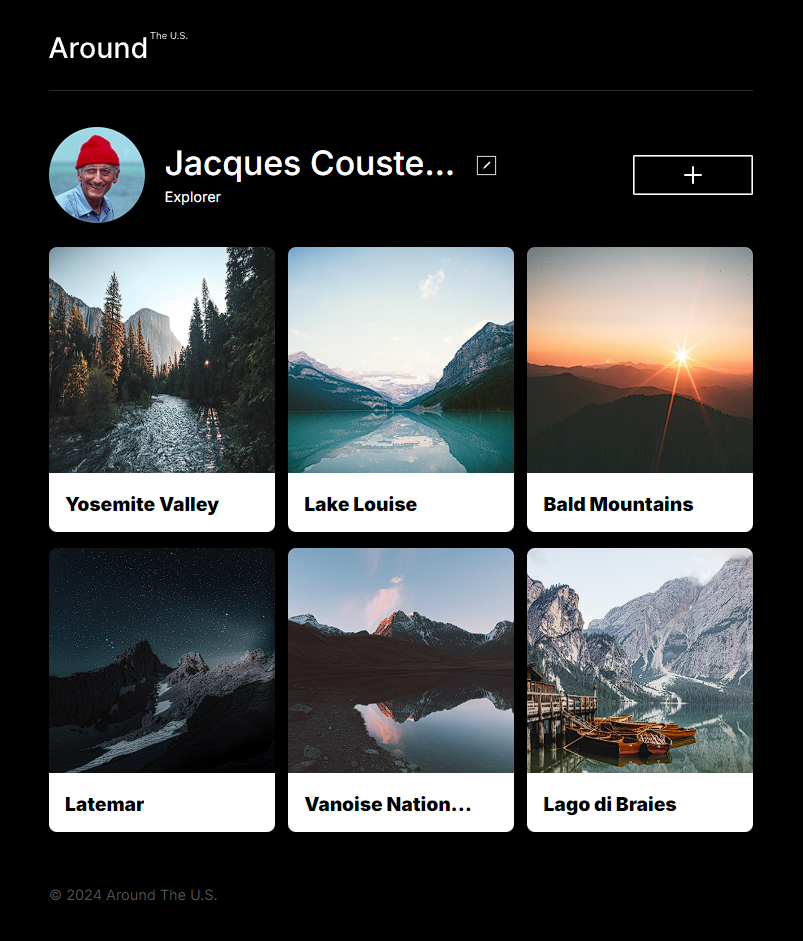 Around The U.S.
Jacques Couste...
Explorer
Yosemite Valley
Lake Louise
Bald Mountains
Latemar
Vanoise Nation...
Lago di Braies
© 2024 Around The U.S.